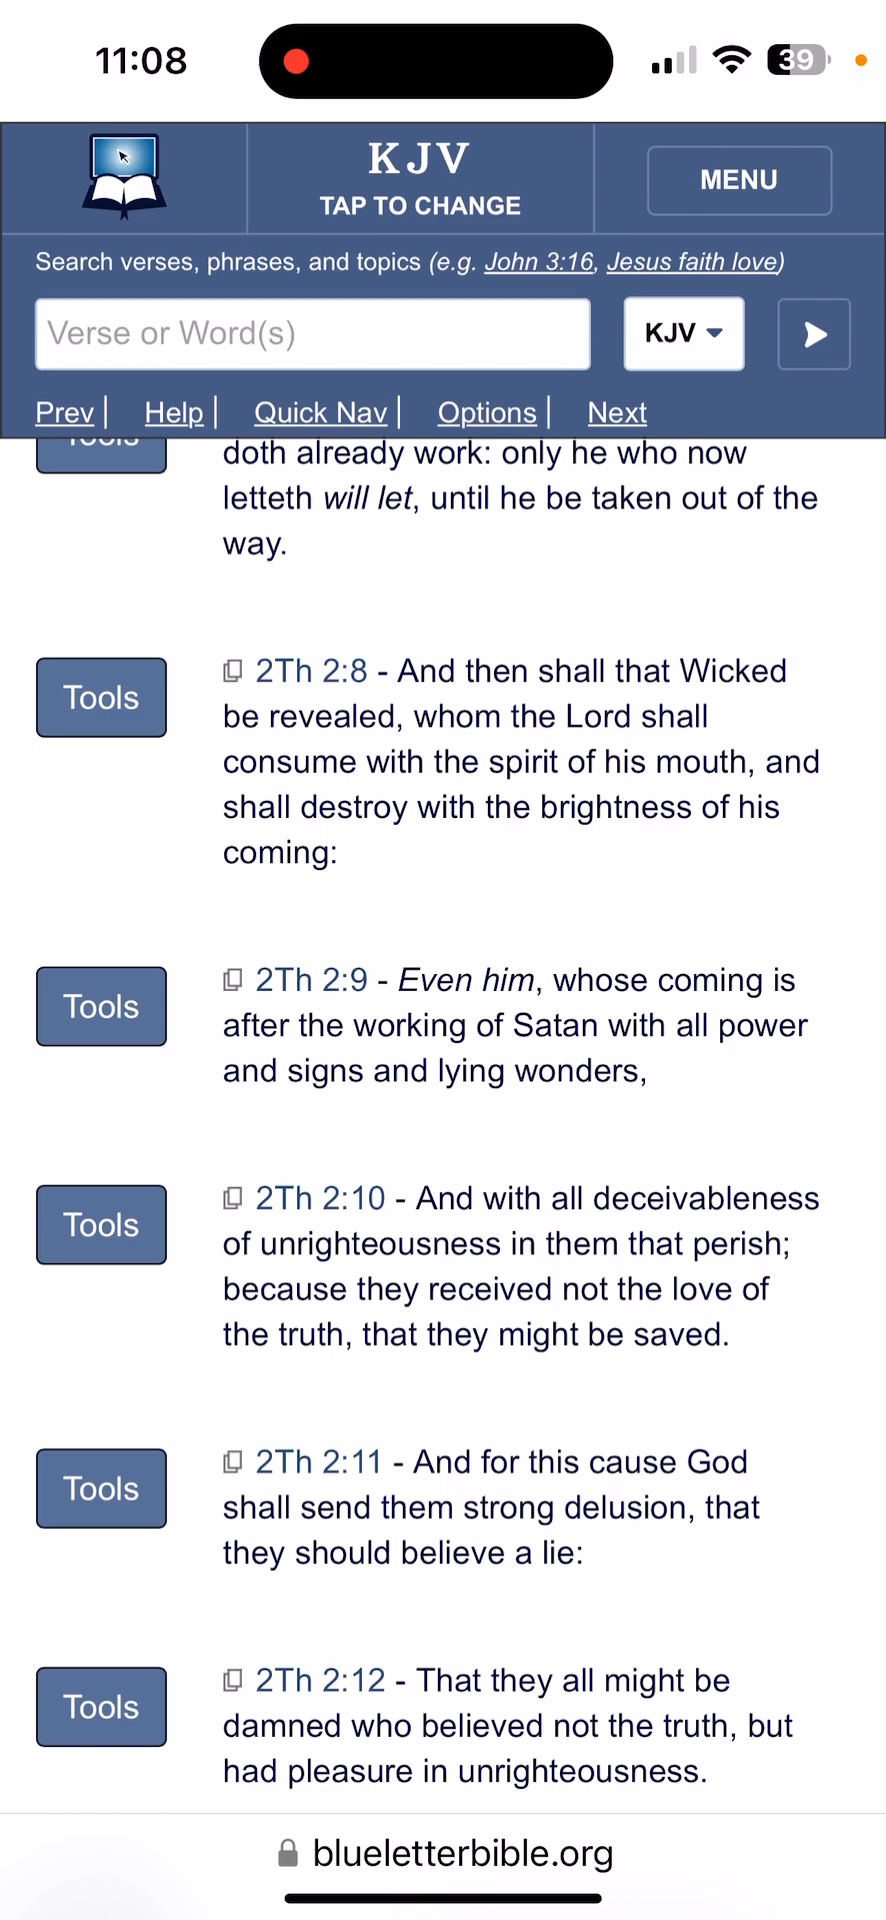 11:08
39
KJV
TAP TO CHANGE
MENU
Search verses, phrases, and topics (e.g. John 3:16, Jesus faith love)
Verse or Word(s)
KJV
Prev | Help | Quick Nav | Options | Next
Tools
doth already work: only he who now
letteth will let, until he be taken out of the
way.
Tools
2Th 2:8 - And then shall that Wicked
be revealed, whom the Lord shall
consume with the spirit of his mouth, and
shall destroy with the brightness of his
coming:
Tools
2Th 2:9 - Even him, whose coming is
after the working of Satan with all power
and signs and lying wonders,
Tools
2Th 2:10 - And with all deceivableness
of unrighteousness in them that perish;
because they received not the love of
the truth, that they might be saved.
Tools
2Th 2:11 - And for this cause God
shall send them strong delusion, that
they should believe a lie:
Tools
2Th 2:12 - That they all might be
damned who believed not the truth, but
had pleasure in unrighteousness.
blueletterbible.org